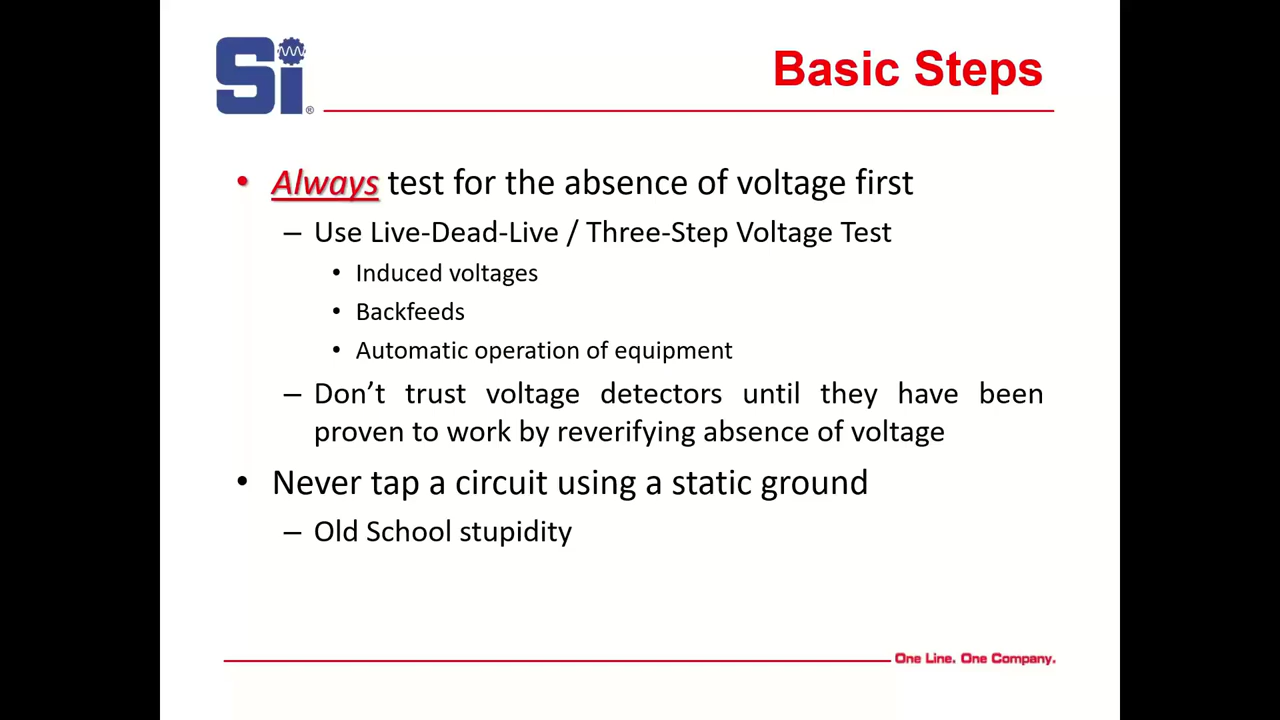 Si®
Basic Steps
• Always test for the absence of voltage first
– Use Live-Dead-Live / Three-Step Voltage Test
• Induced voltages
• Backfeeds
• Automatic operation of equipment
– Don’t trust voltage detectors until they have been
proven to work by reverifying absence of voltage
• Never tap a circuit using a static ground
– Old School stupidity
One Line. One Company.